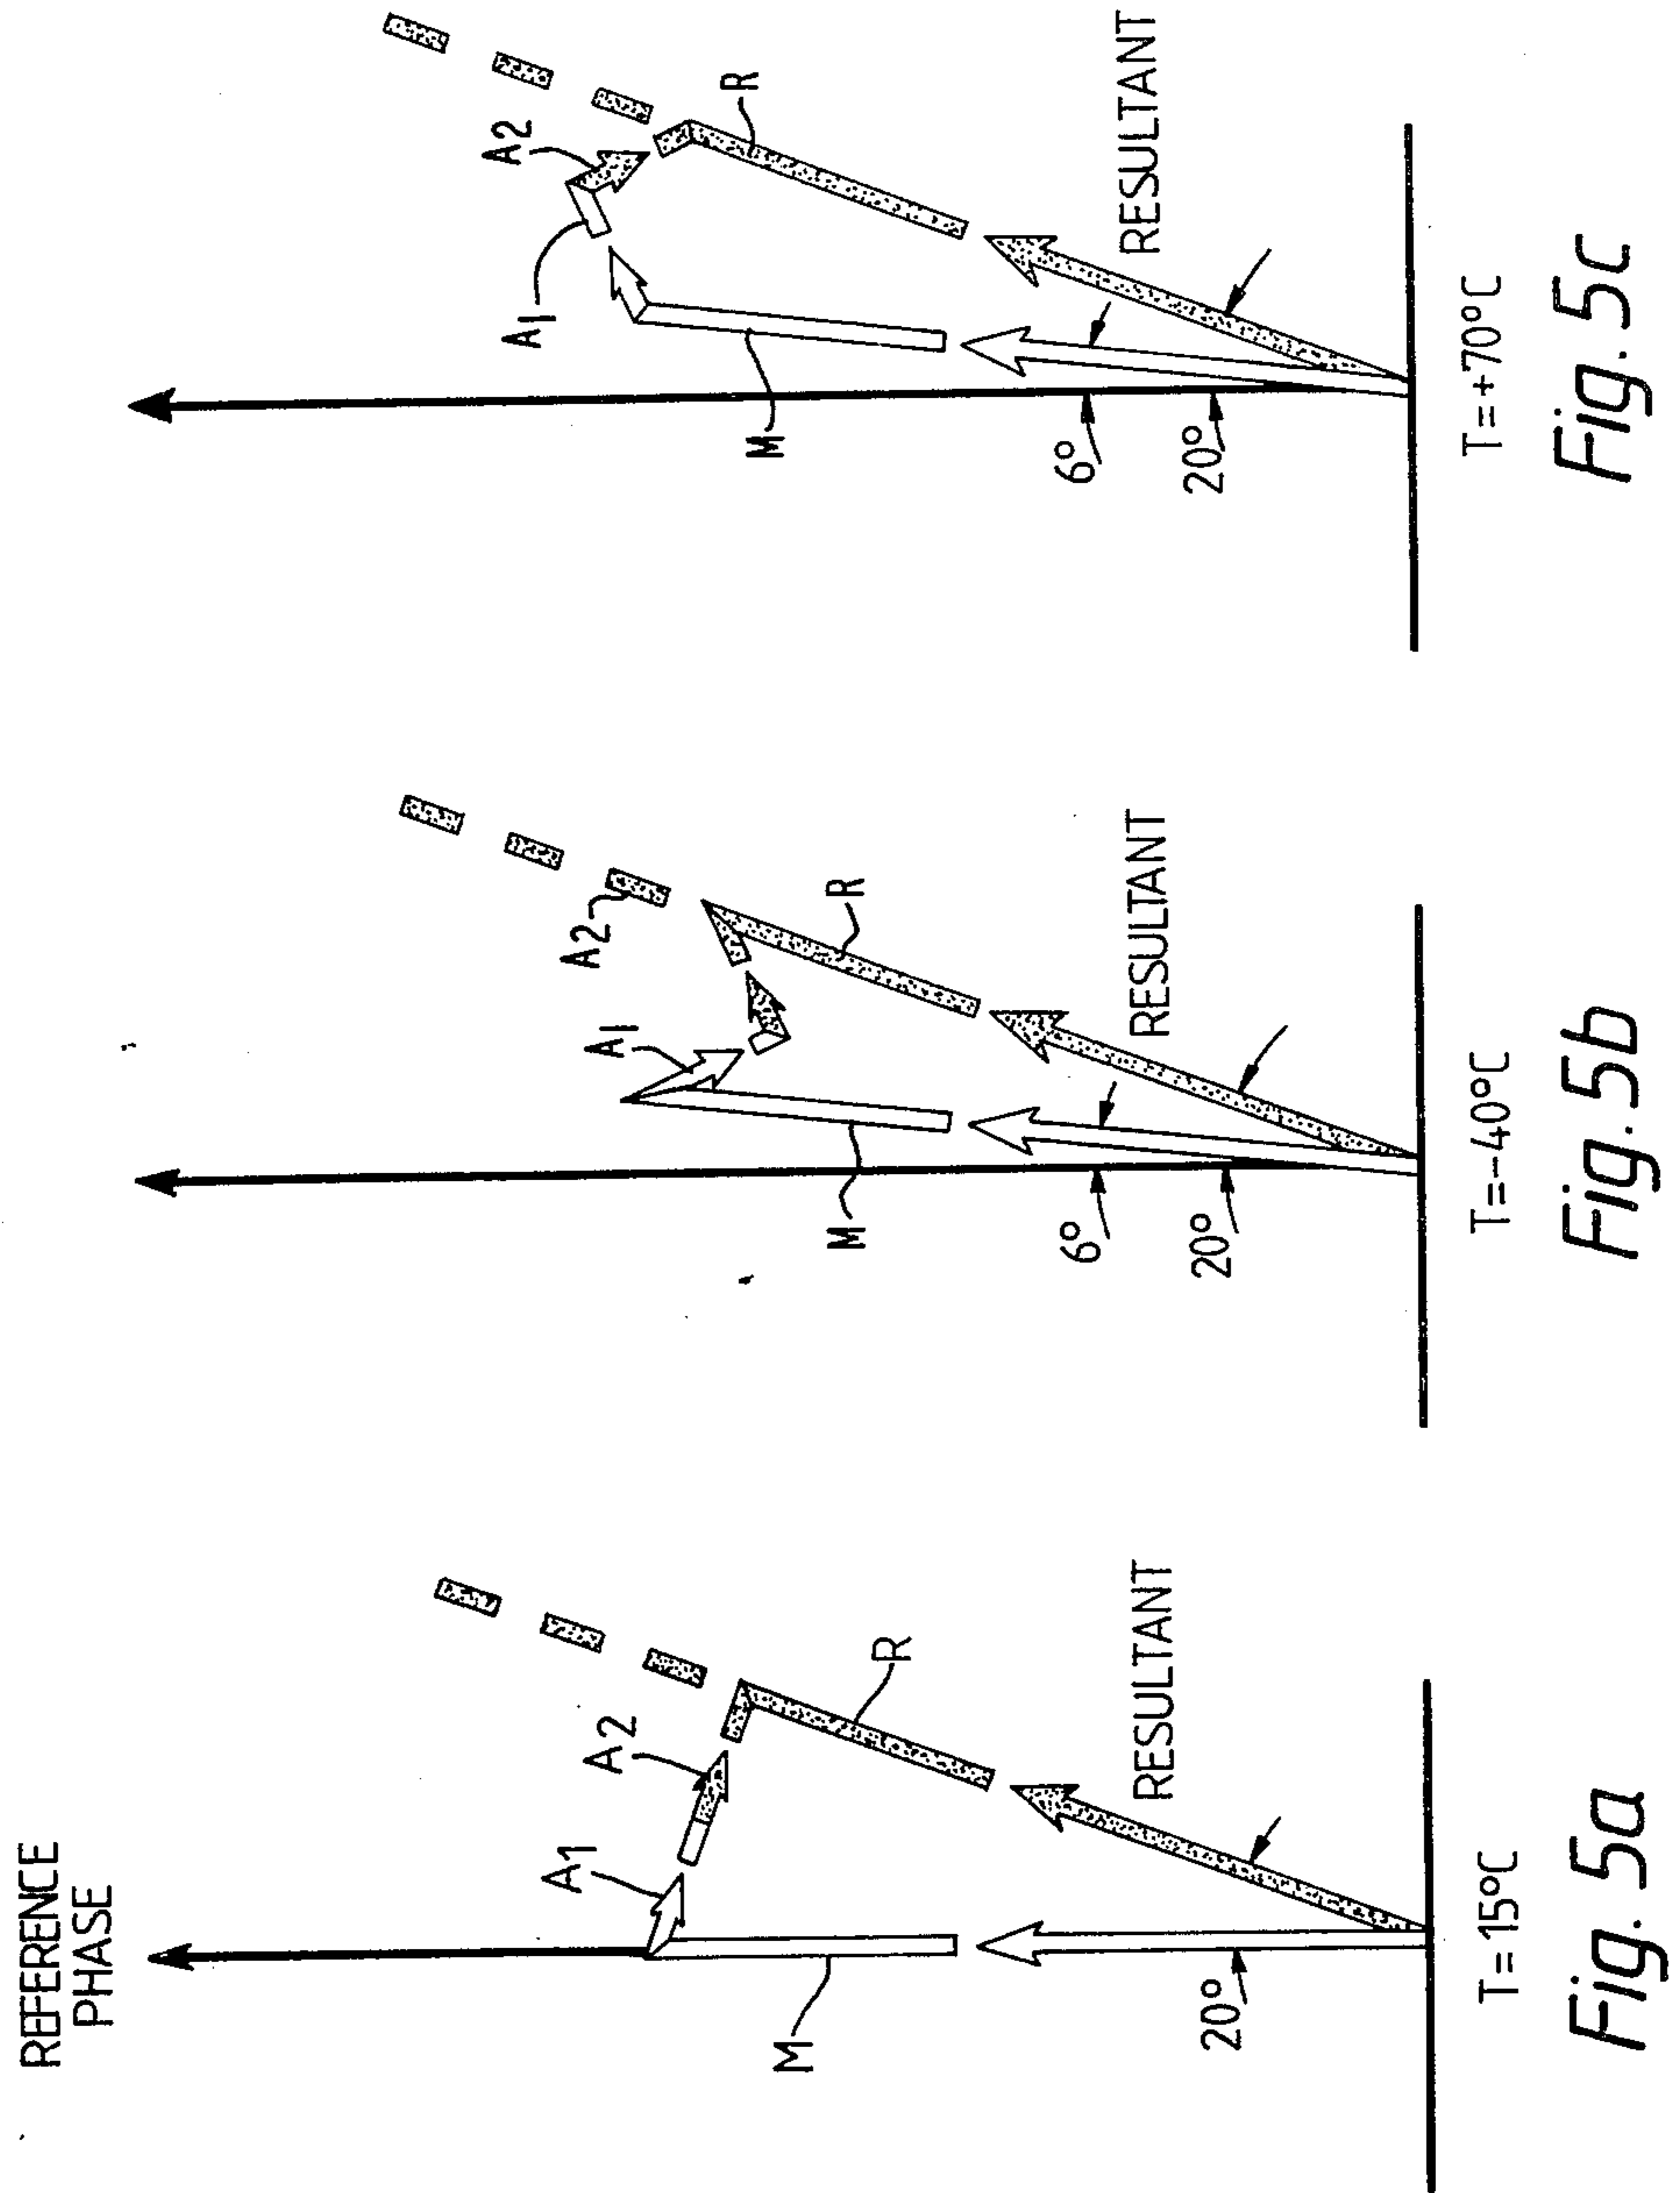 REFERENCE
PHASE
A1
A2
M
R
20°
RESULTANT
T=15°C
Fig. 5a
A1
A2
M
R
6°
20°
RESULTANT
T=-40°C
Fig. 5b
A1
A2
M
R
6°
20°
RESULTANT
T=+70°C
Fig. 5c